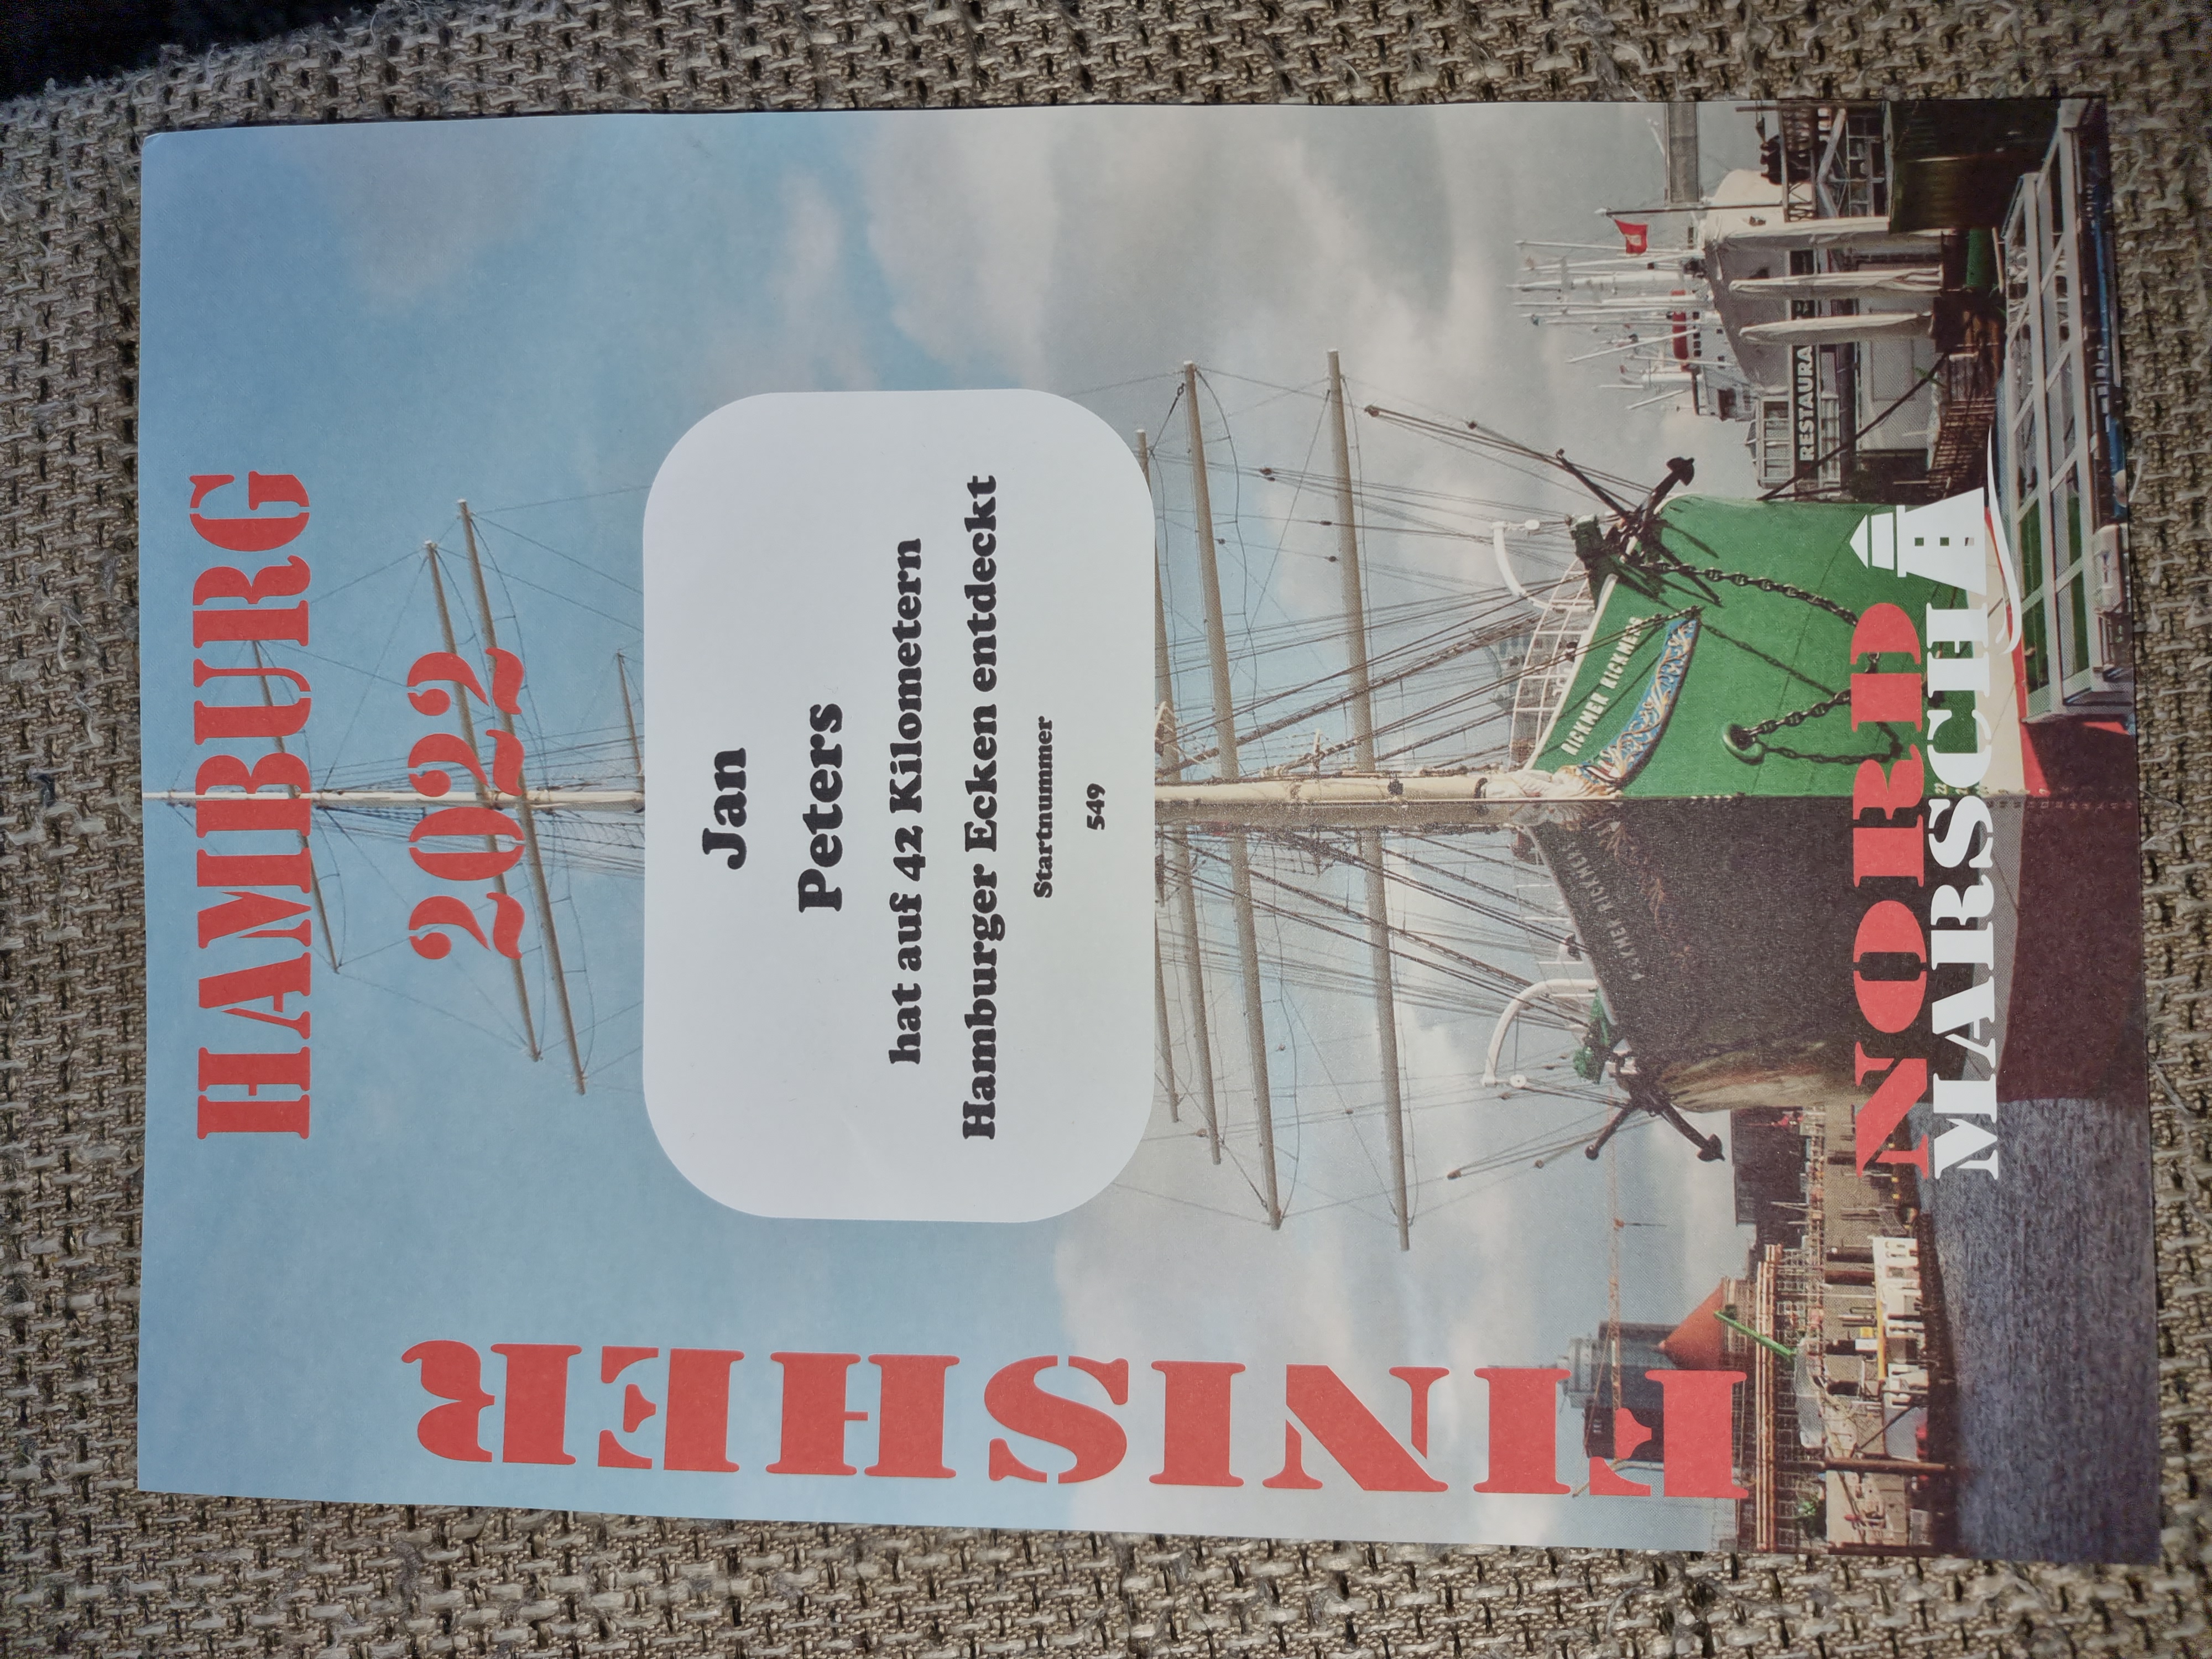 HAMBURG
2022
FINISHER
Jan
Peters
hat auf 42 Kilometern
Hamburger Ecken entdeckt
Startnummer
549
RICKMER RICKMERS
RESTAURA
NORD
MARSCH